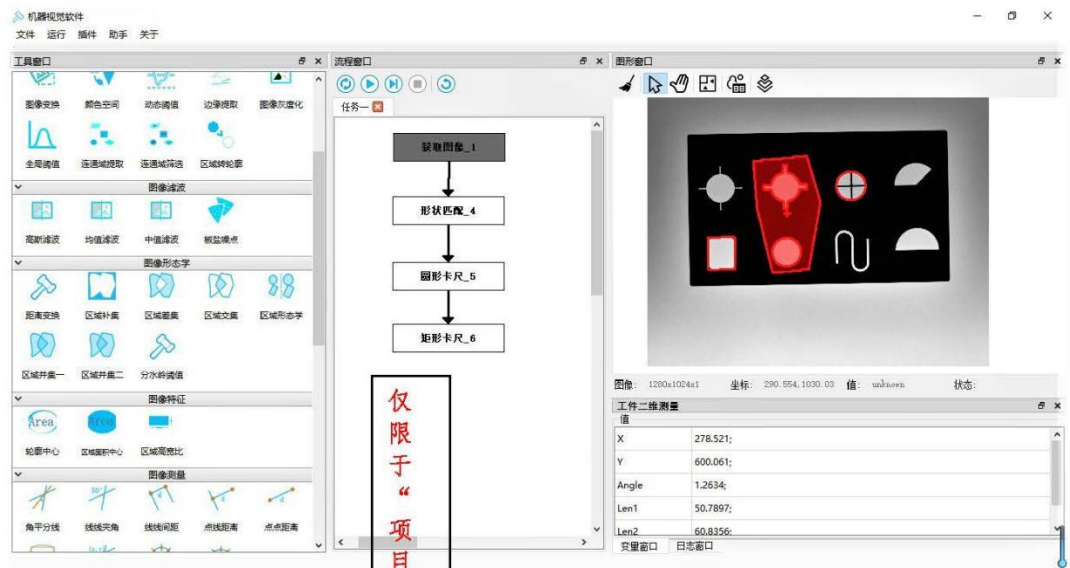 机器视觉软件
文件 运行 插件 助手 关于
工具窗口
图像变换 颜色空间 动态阈值 边缘提取 图像灰度化
全局阈值 连通域提取 连通域筛选 区域转轮廓
图像滤波
高斯滤波 均值滤波 中值滤波 椒盐噪点
图像形态学
距离变换 区域补集 区域差集 区域交集 区域形态学
区域并集一 区域并集二 分水岭阈值
图像特征
Area Area
轮廓中心 区域面积中心 区域高宽比
图像测量
角平分线 线线夹角 线线间距 点线距离 点点距离
流程窗口
任务一
获取图像_1
形状匹配_4
圆形卡尺_5
矩形卡尺_6
仅
限
于
“
项
目
图形窗口
图像: 1280x1024x1 坐标: 290.554,1030.03 值: unknown 状态:
工件二维测量
值
X 278.521;
Y 600.061;
Angle 1.2634;
Len1 50.7897;
Len2 60.8356;
变量窗口 日志窗口